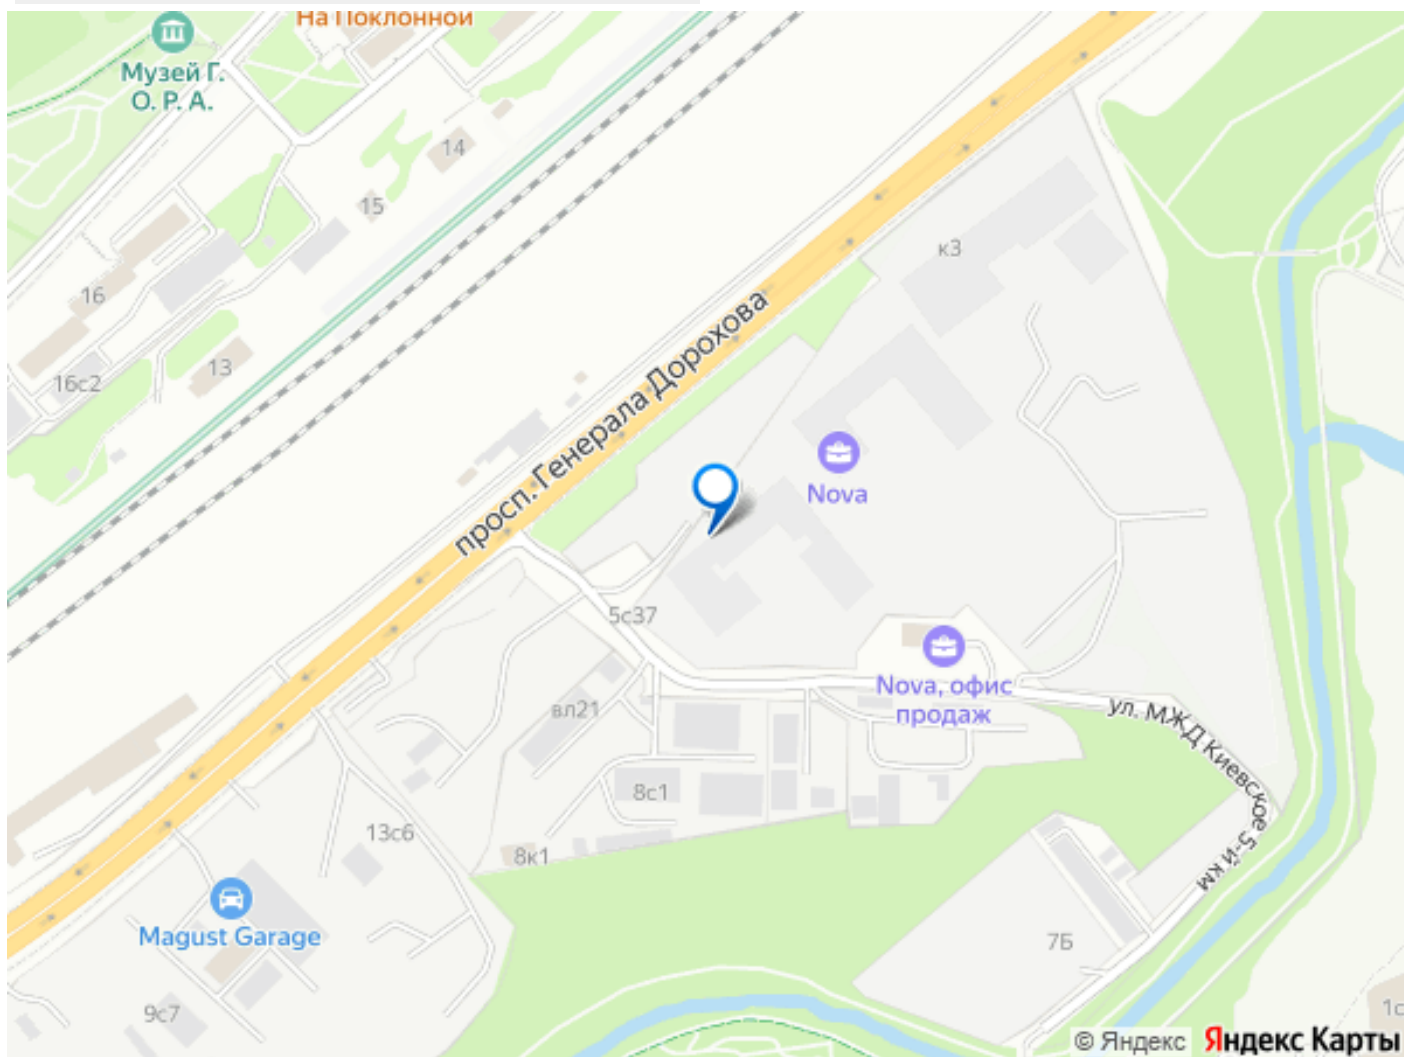 На Поклонной
Музей Г.
О. Р. А.
14
15
16
13
16с2
просп. Генерала Дорохова
к3
Nova
5с37
Nova, офис
продаж
вл21
ул. МЖД Киевское 5-й км
8с1
13с6
8к1
Magust Garage
7Б
9с7
1с
© Яндекс Яндекс Карты